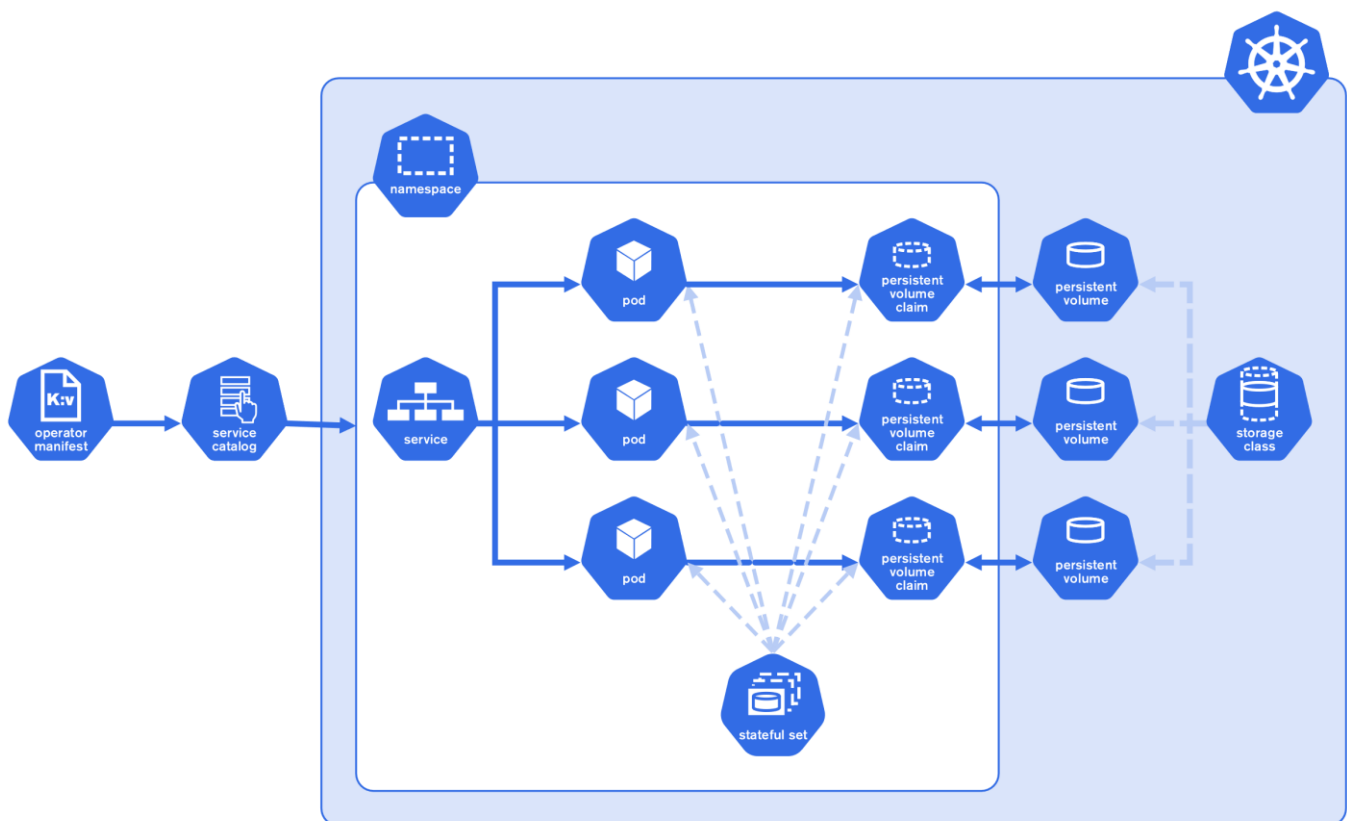 namespace
pod
persistent
volume
claim
persistent
volume
K:v
operator
manifest
service
catalog
service
pod
persistent
volume
claim
persistent
volume
storage
class
pod
persistent
volume
claim
persistent
volume
stateful set